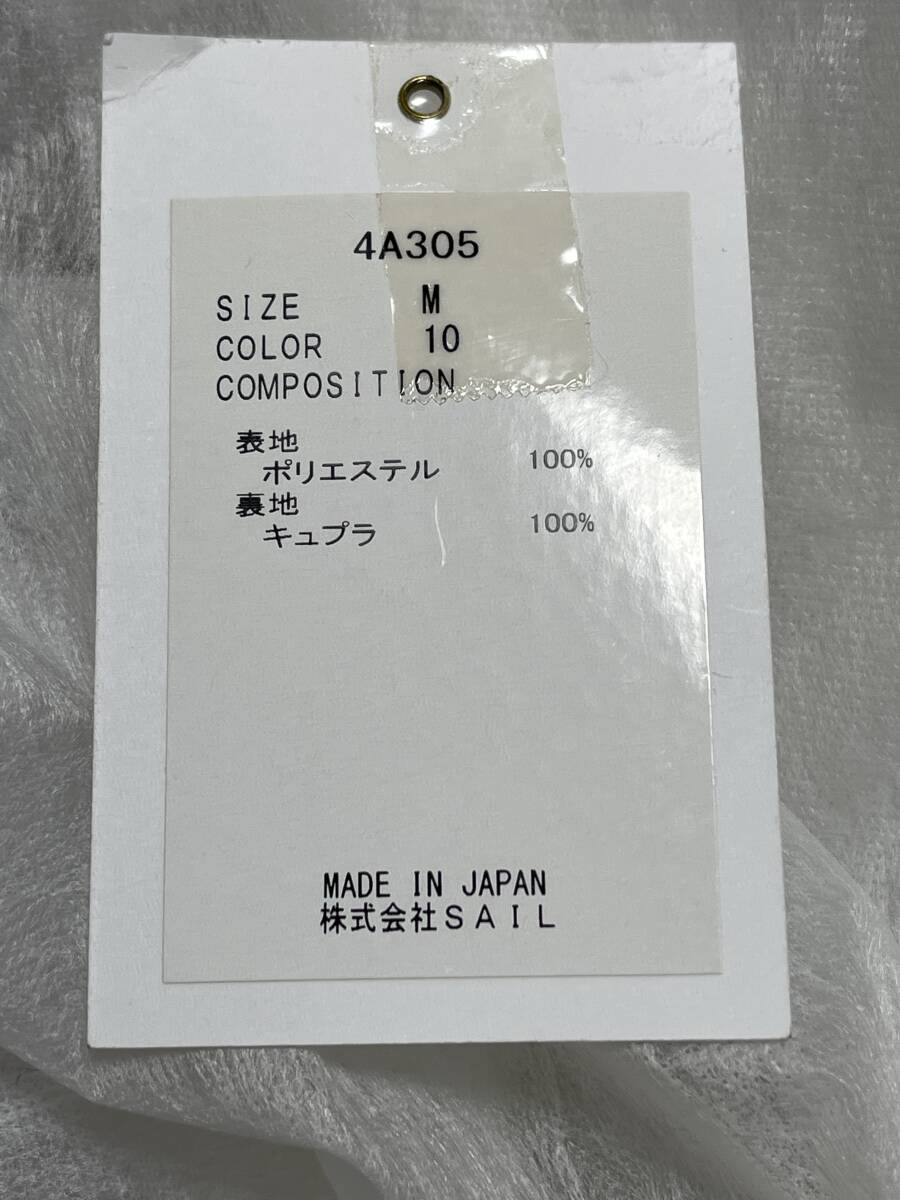 4A305
SIZE M
COLOR 10
COMPOSITION
表地
ポリエステル 100%
裏地
キュプラ 100%
MADE IN JAPAN
株式会社SAIL